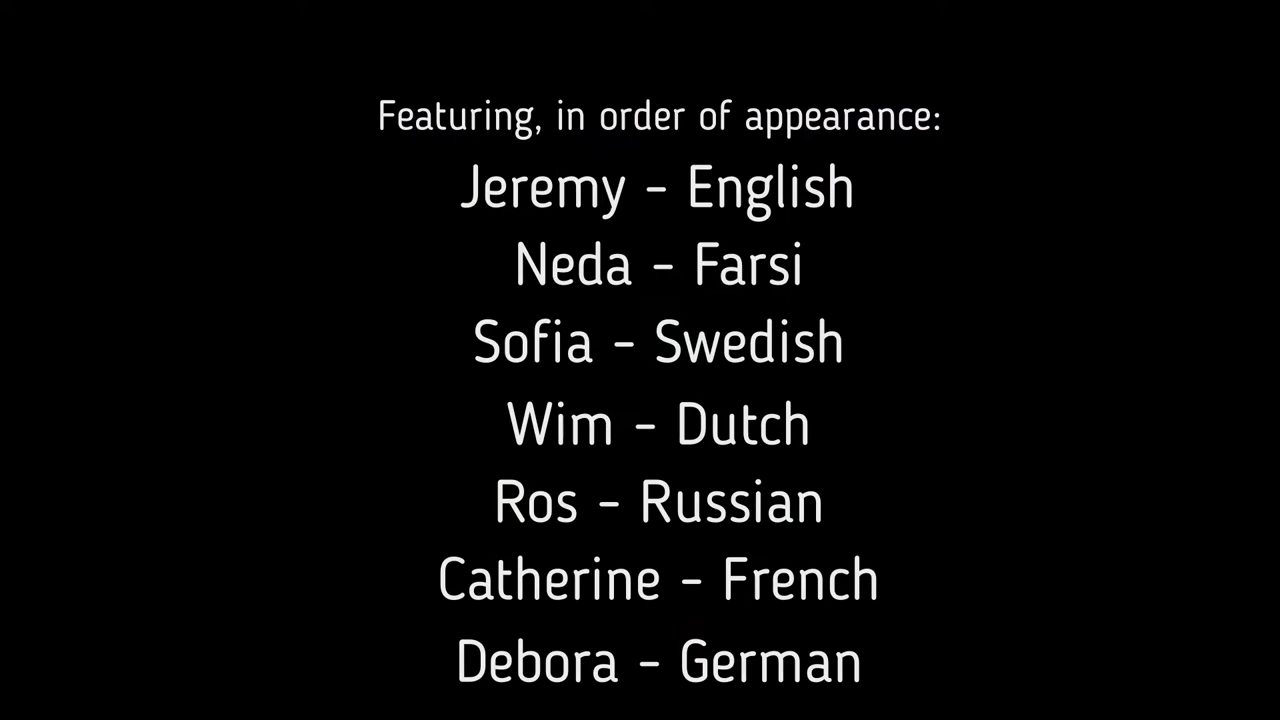 Featuring, in order of appearance:
Jeremy - English
Neda - Farsi
Sofia - Swedish
Wim - Dutch
Ros - Russian
Catherine - French
Debora - German